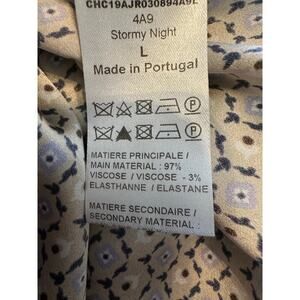 CHC19AJR030894A9L
4A9
Stormy Night
L
Made in Portugal
MATIERE PRINCIPALE /
MAIN MATERIAL : 97%
VISCOSE / VISCOSE - 3%
ELASTHANNE / ELASTANE
MATIERE SECONDAIRE /
SECONDARY MATERIAL :